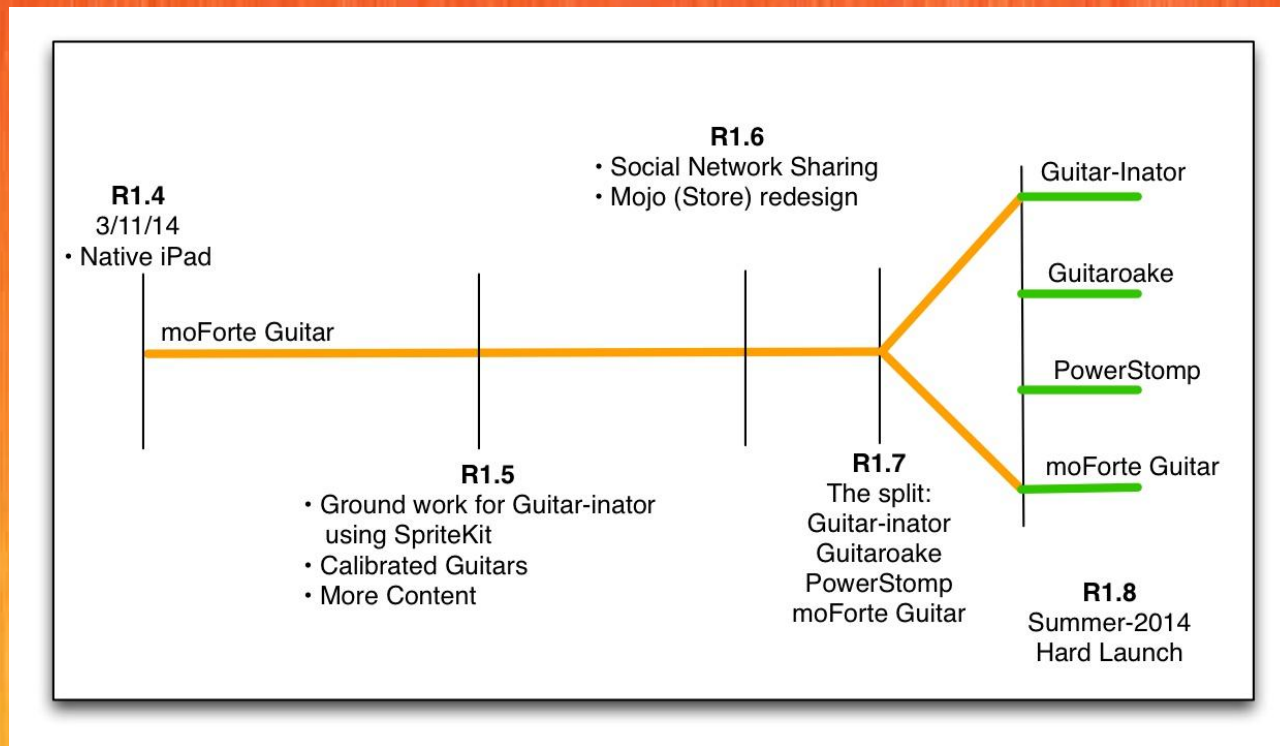 R1.4
3/11/14
• Native iPad
moForte Guitar
R1.5
• Ground work for Guitar-inator
using SpriteKit
• Calibrated Guitars
• More Content
R1.6
• Social Network Sharing
• Mojo (Store) redesign
R1.7
The split:
Guitar-inator
Guitaroake
PowerStomp
moForte Guitar
Guitar-Inator
Guitaroake
PowerStomp
moForte Guitar
R1.8
Summer-2014
Hard Launch